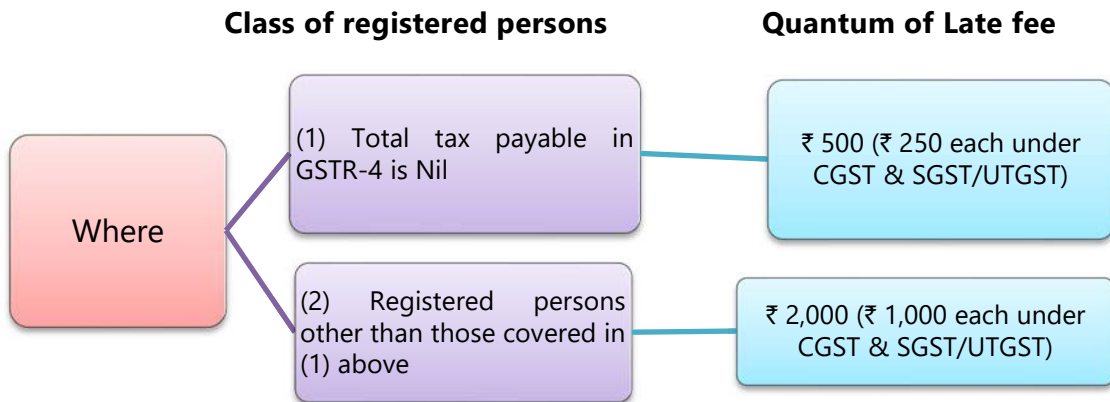 Class of registered persons
Quantum of Late fee
Where
(1) Total tax payable in
GSTR-4 is Nil
₹ 500 (₹ 250 each under
CGST & SGST/UTGST)
(2) Registered persons
other than those covered in
(1) above
₹ 2,000 (₹ 1,000 each under
CGST & SGST/UTGST)